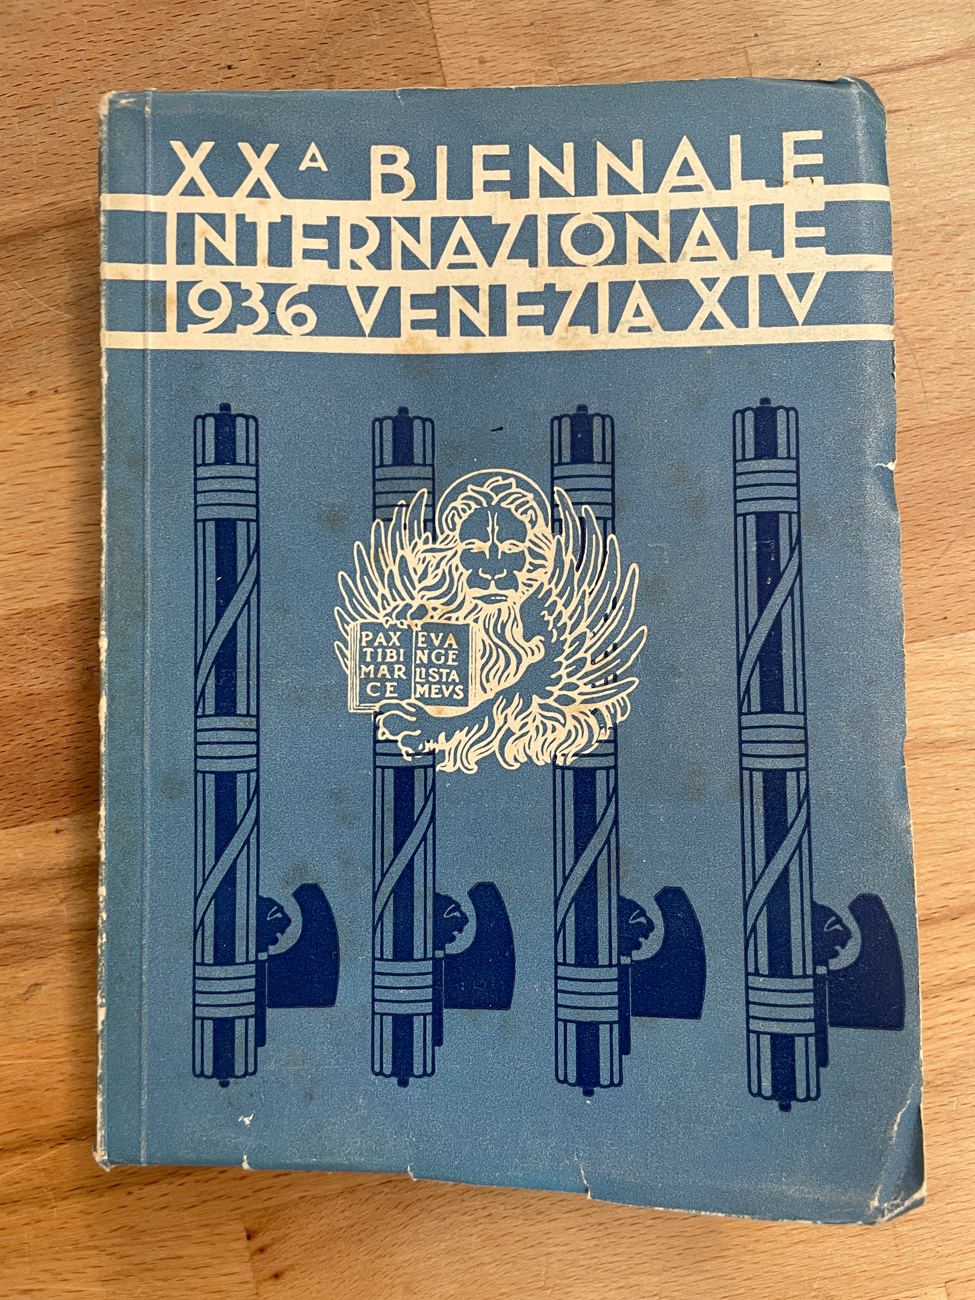 XXᴬ BIENNALE
INTERNAZIONALE
1936 VENEZIA XIV
PAX EVA
TIBI NGE
MAR LISTA
CE MEVS